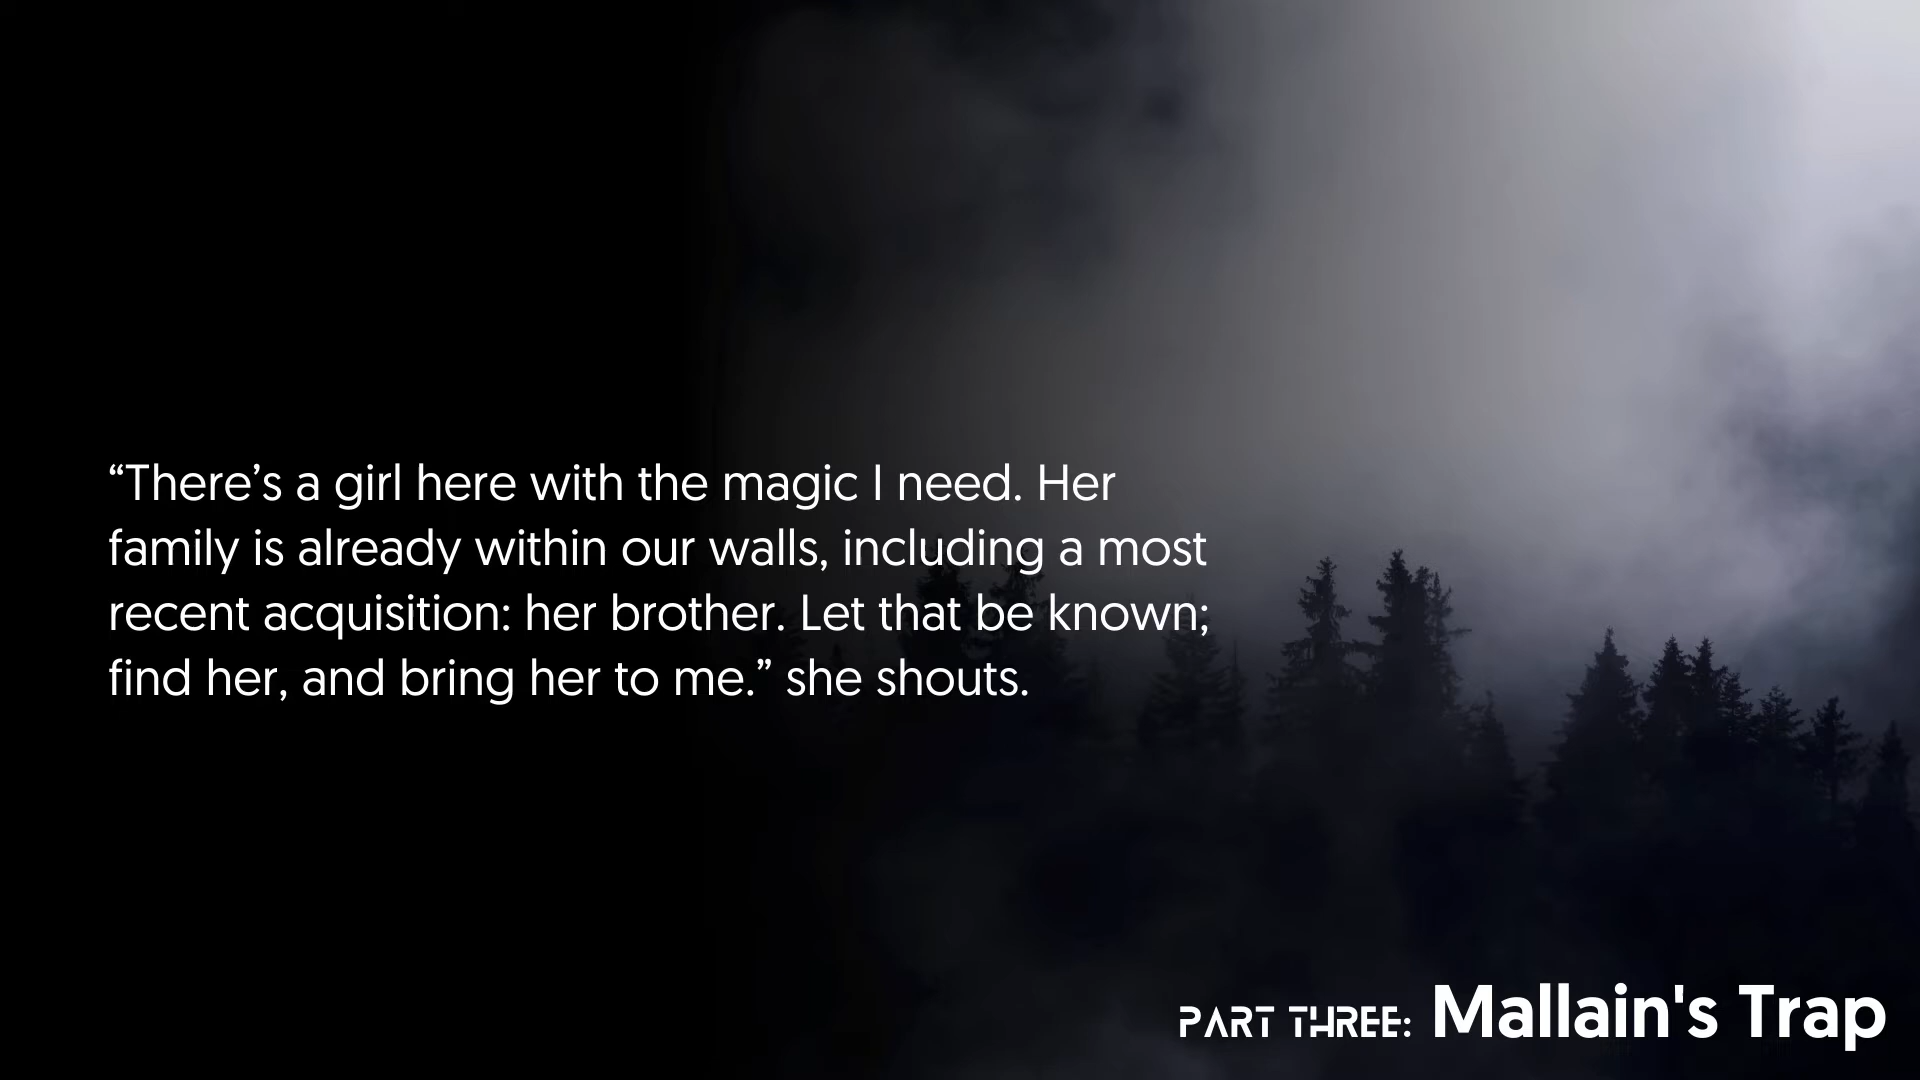 “There’s a girl here with the magic I need. Her
family is already within our walls, including a most
recent acquisition: her brother. Let that be known;
find her, and bring her to me.” she shouts.
PART THREE: Mallain's Trap